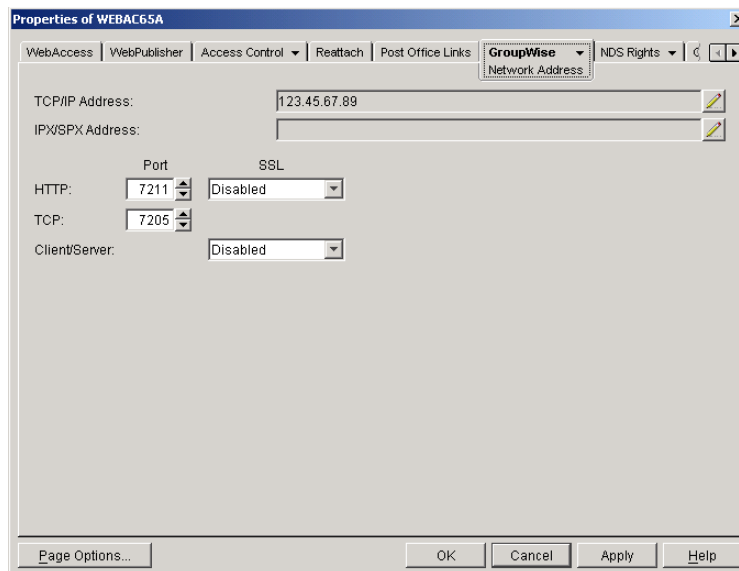 Properties of WEBAC65A
WebAccess WebPublisher Access Control Reattach Post Office Links GroupWise NDS Rights
Network Address
TCP/IP Address: 123.45.67.89
IPX/SPX Address:
Port SSL
HTTP: 7211 Disabled
TCP: 7205
Client/Server: Disabled
Page Options... OK Cancel Apply Help